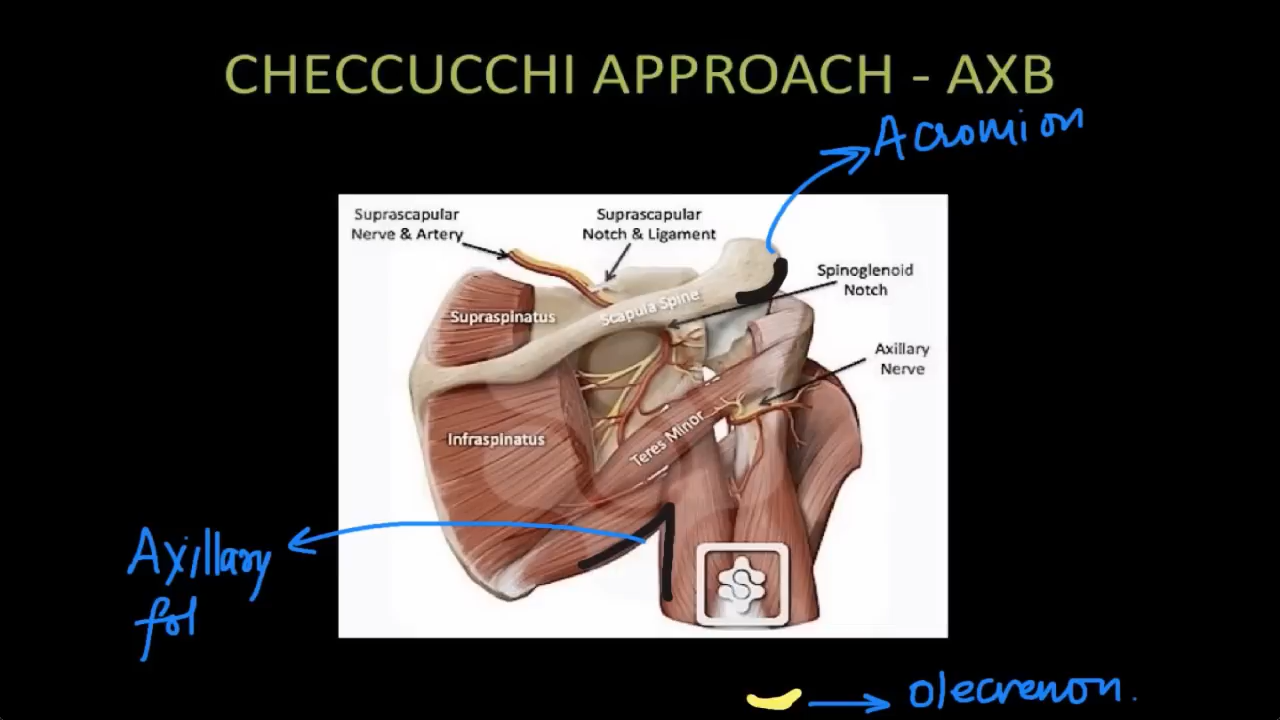 CHECCUCCHI APPROACH - AXB
Acromion
Suprascapular
Nerve & Artery
Suprascapular
Notch & Ligament
Spinoglenoid
Notch
Scapula Spine
Supraspinatus
Axillary
Nerve
Infraspinatus
Teres Minor
Axillary
fol
Olecrenon.